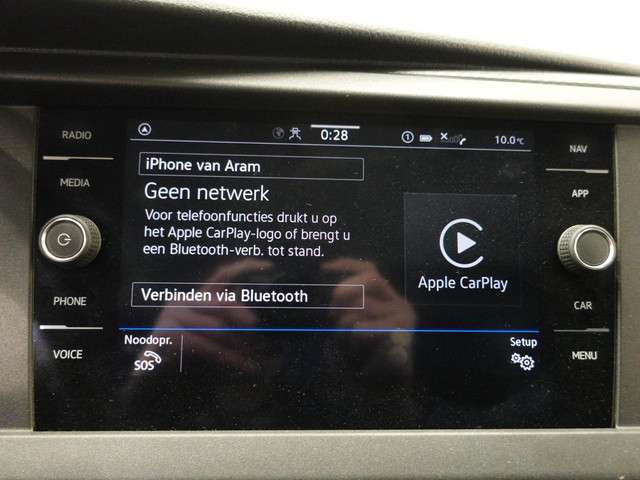 RADIO
MEDIA
PHONE
VOICE
0:28
1
10.0°C
iPhone van Aram
Geen netwerk
Voor telefoonfuncties drukt u op
het Apple CarPlay-logo of brengt u
een Bluetooth-verb. tot stand.
Verbinden via Bluetooth
Apple CarPlay
Noodopr.
SOS
Setup
NAV
APP
CAR
MENU